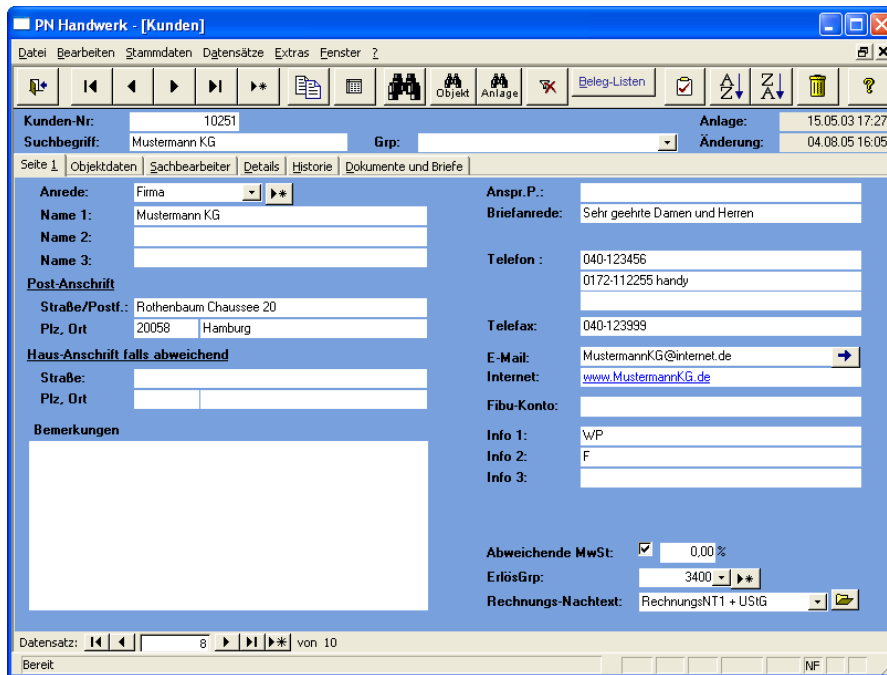 PN Handwerk - [Kunden]
Datei Bearbeiten Stammdaten Datensätze Extras Fenster ?
Objekt Anlage Beleg-Listen A Z Z A ?
Kunden-Nr: 10251 Anlage: 15.05.03 17:27
Suchbegriff: Mustermann KG Grp: Änderung: 04.08.05 16:05
Seite 1 Objektdaten Sachbearbeiter Details Historie Dokumente und Briefe
Anrede: Firma Anspr.P.:
Name 1: Mustermann KG Briefanrede: Sehr geehrte Damen und Herren
Name 2:
Name 3: Telefon : 040-123456
Post-Anschrift 0172-112255 handy
Straße/Postf.: Rothenbaum Chaussee 20
Plz, Ort 20058 Hamburg Telefax: 040-123999
Haus-Anschrift falls abweichend E-Mail: MustermannKG@internet.de
Straße: Internet: www.MustermannKG.de
Plz, Ort Fibu-Konto:
Bemerkungen Info 1: WP
Info 2: F
Info 3:
Abweichende MwSt: 0,00 %
ErlösGrp: 3400
Rechnungs-Nachtext: RechnungsNT1 + UStG
Datensatz: 8 von 10
Bereit NF